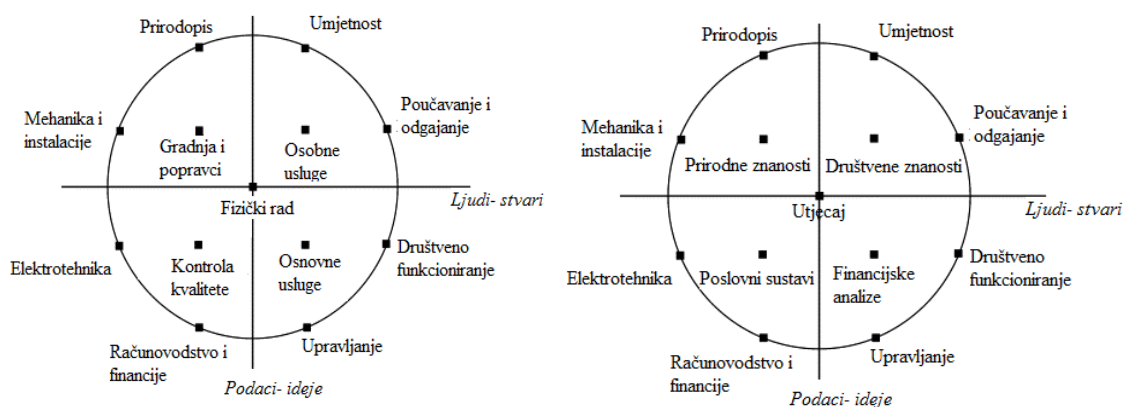 Prirodopis
Umjetnost
Mehanika i
instalacije
Poučavanje i
odgajanje
Gradnja i
popravci
Osobne
usluge
Ljudi- stvari
Fizički rad
Elektrotehnika
Kontrola
kvalitete
Osnovne
usluge
Društveno
funkcioniranje
Računovodstvo i
financije
Upravljanje
Podaci- ideje
Prirodopis
Umjetnost
Mehanika i
instalacije
Poučavanje i
odgajanje
Prirodne znanosti
Društvene znanosti
Ljudi- stvari
Utjecaj
Elektrotehnika
Poslovni sustavi
Financijske
analize
Društveno
funkcioniranje
Računovodstvo i
financije
Upravljanje
Podaci- ideje